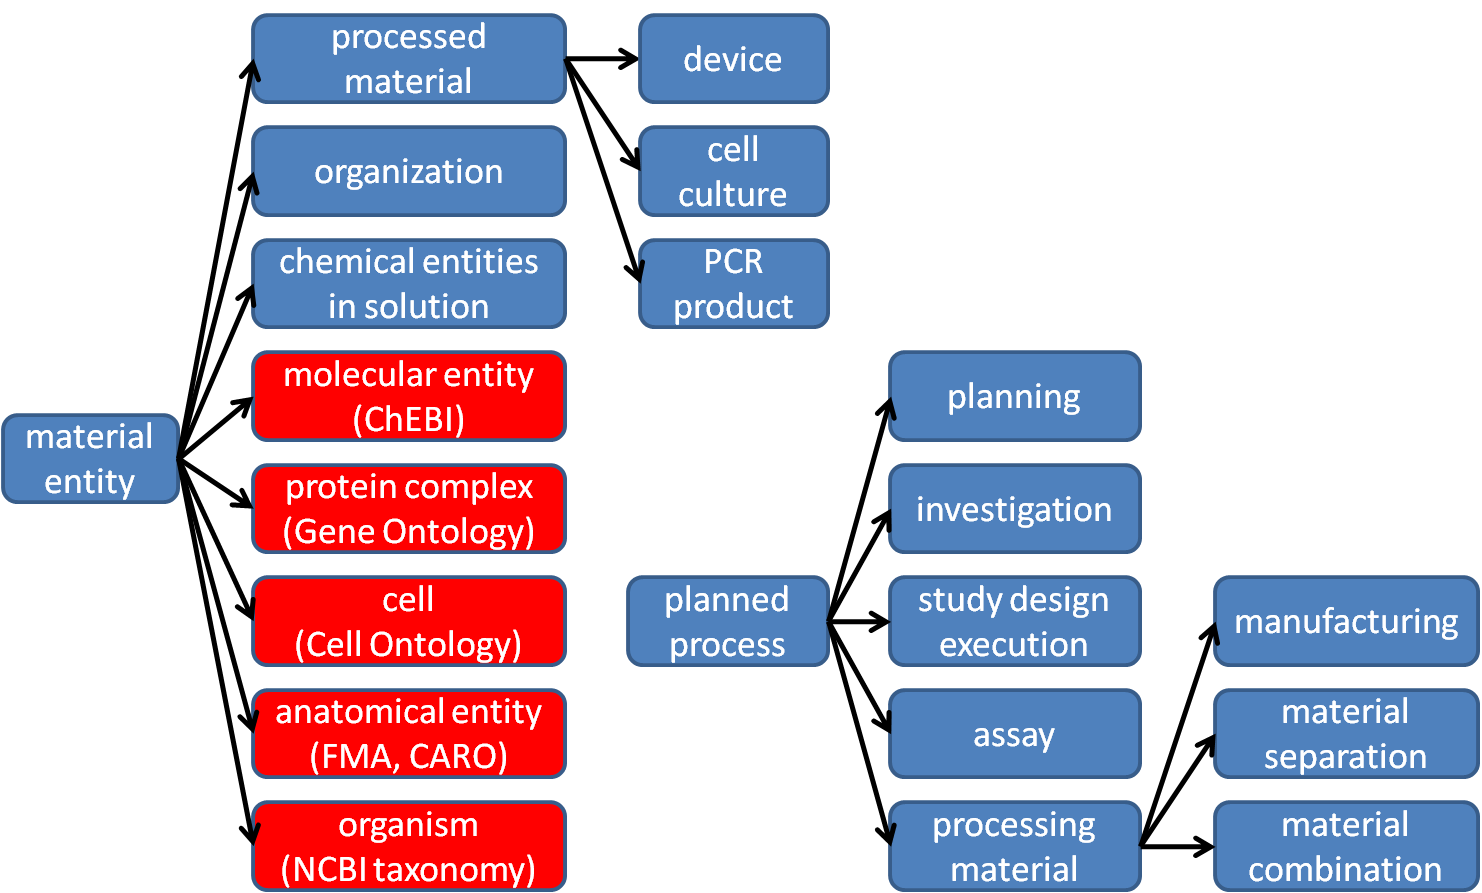 processed
material
device
organization
cell
culture
chemical entities
in solution
PCR
product
molecular entity
(ChEBI)
material
entity
protein complex
(Gene Ontology)
cell
(Cell Ontology)
anatomical entity
(FMA, CARO)
organism
(NCBI taxonomy)
planned
process
planning
investigation
study design
execution
assay
processing
material
manufacturing
material
separation
material
combination